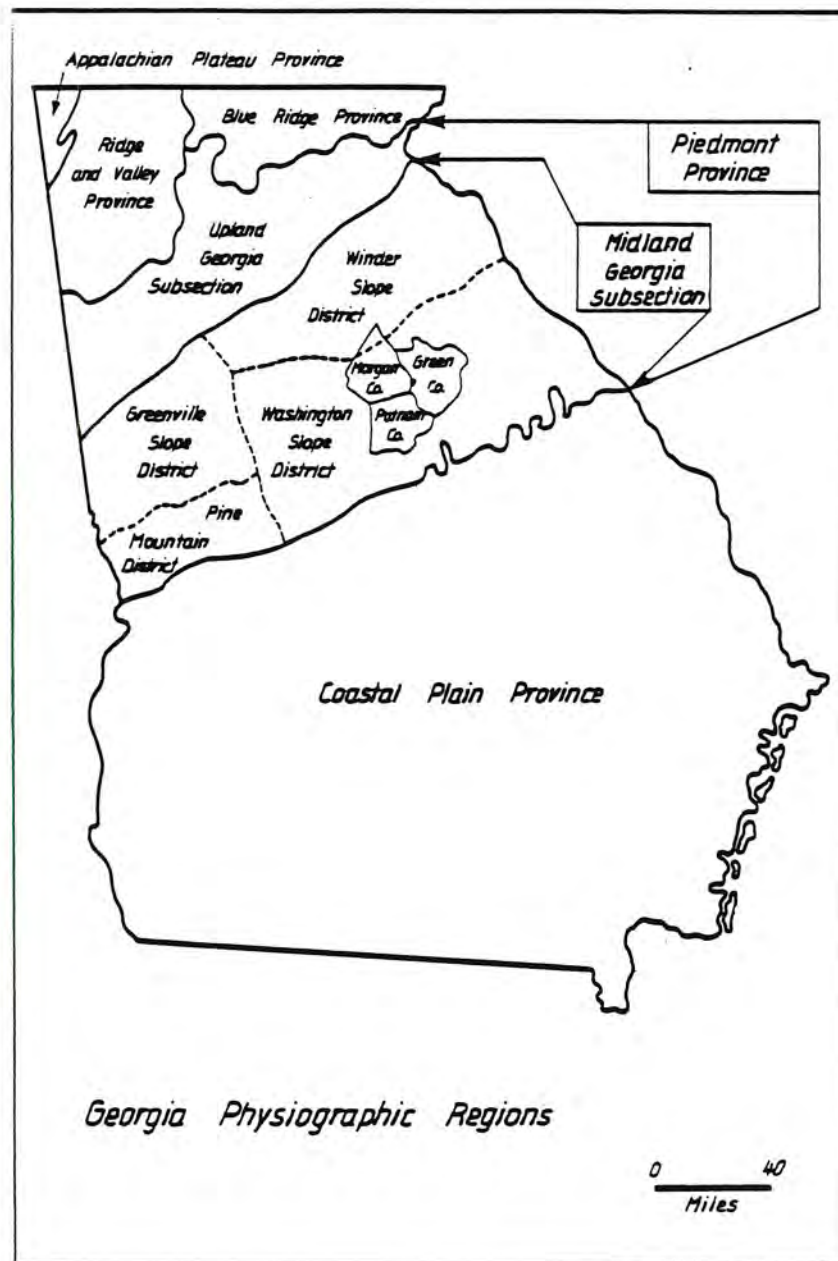 Appalachian Plateau Province
Blue Ridge Province
Ridge
and Valley
Province
Piedmont
Province
Upland
Georgia
Subsection
Midland
Georgia
Subsection
Winder
Slope
District
Morgan
Co.
Green
Co.
Putnam
Co.
Greenville
Slope
District
Washington
Slope
District
Pine
Mountain
District
Coastal Plain Province
Georgia Physiographic Regions
0 40
Miles